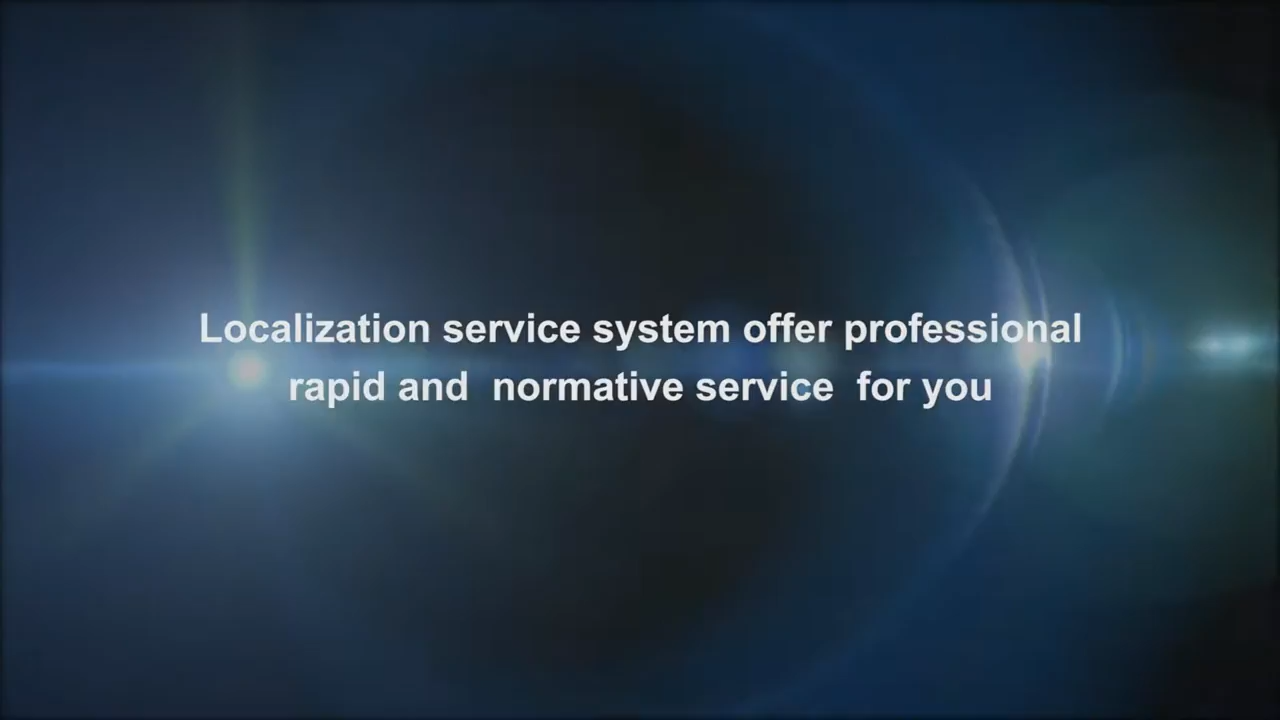 Localization service system offer professional
rapid and  normative service  for you